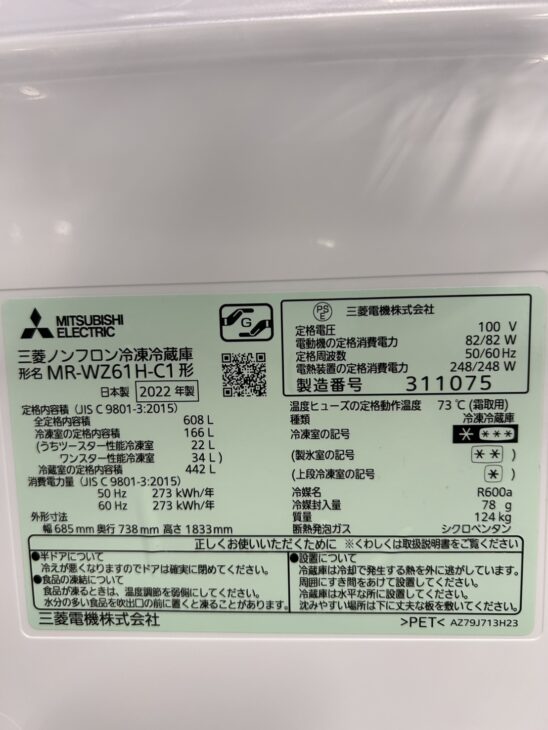 MITSUBISHI
ELECTRIC
G
三菱ノンフロン冷凍冷蔵庫
形名 MR-WZ61H-C1 形
日本製 2022 年製
定格内容積 (JIS C 9801-3:2015)
全定格内容積 608 L
冷凍室の定格内容積 166 L
(うちツースター性能冷凍室 22 L
ワンスター性能冷凍室 34 L)
冷蔵室の定格内容積 442 L
消費電力量 (JIS C 9801-3:2015)
50 Hz 273 kWh/年
60 Hz 273 kWh/年
外形寸法
幅 685 mm 奥行 738 mm 高さ 1833 mm
PSE 三菱電機株式会社
定格電圧 100 V
電動機の定格消費電力 82/82 W
定格周波数 50/60 Hz
電熱装置の定格消費電力 248/248 W
製造番号 311075
温度ヒューズの定格動作温度 73℃(霜取用)
種類 冷凍冷蔵庫
冷凍室の記号 * ***
(製氷室の記号 ** )
(上段冷凍室の記号 * )
冷媒名 R600a
冷媒封入量 78 g
質量 124 kg
断熱発泡ガス シクロペンタン
正しくお使いいただくために ※くわしくは取扱説明書をご覧ください
●半ドアについて
冷えが悪くなりますのでドアは確実に閉めてください。
●食品の凍結について
食品が凍るときは、温度調節を弱側にしてください。
水分の多い食品を吹出口の前に置くと凍ることがあります。
●設置について
冷蔵庫は冷却で発生する熱を外に逃がしています。
周囲にすき間をあけて設置してください。
冷蔵庫は水平な所に設置してください。
沈みやすい場所は下に丈夫な板を敷いてください。
三菱電機株式会社
>PET< AZ79J713H23